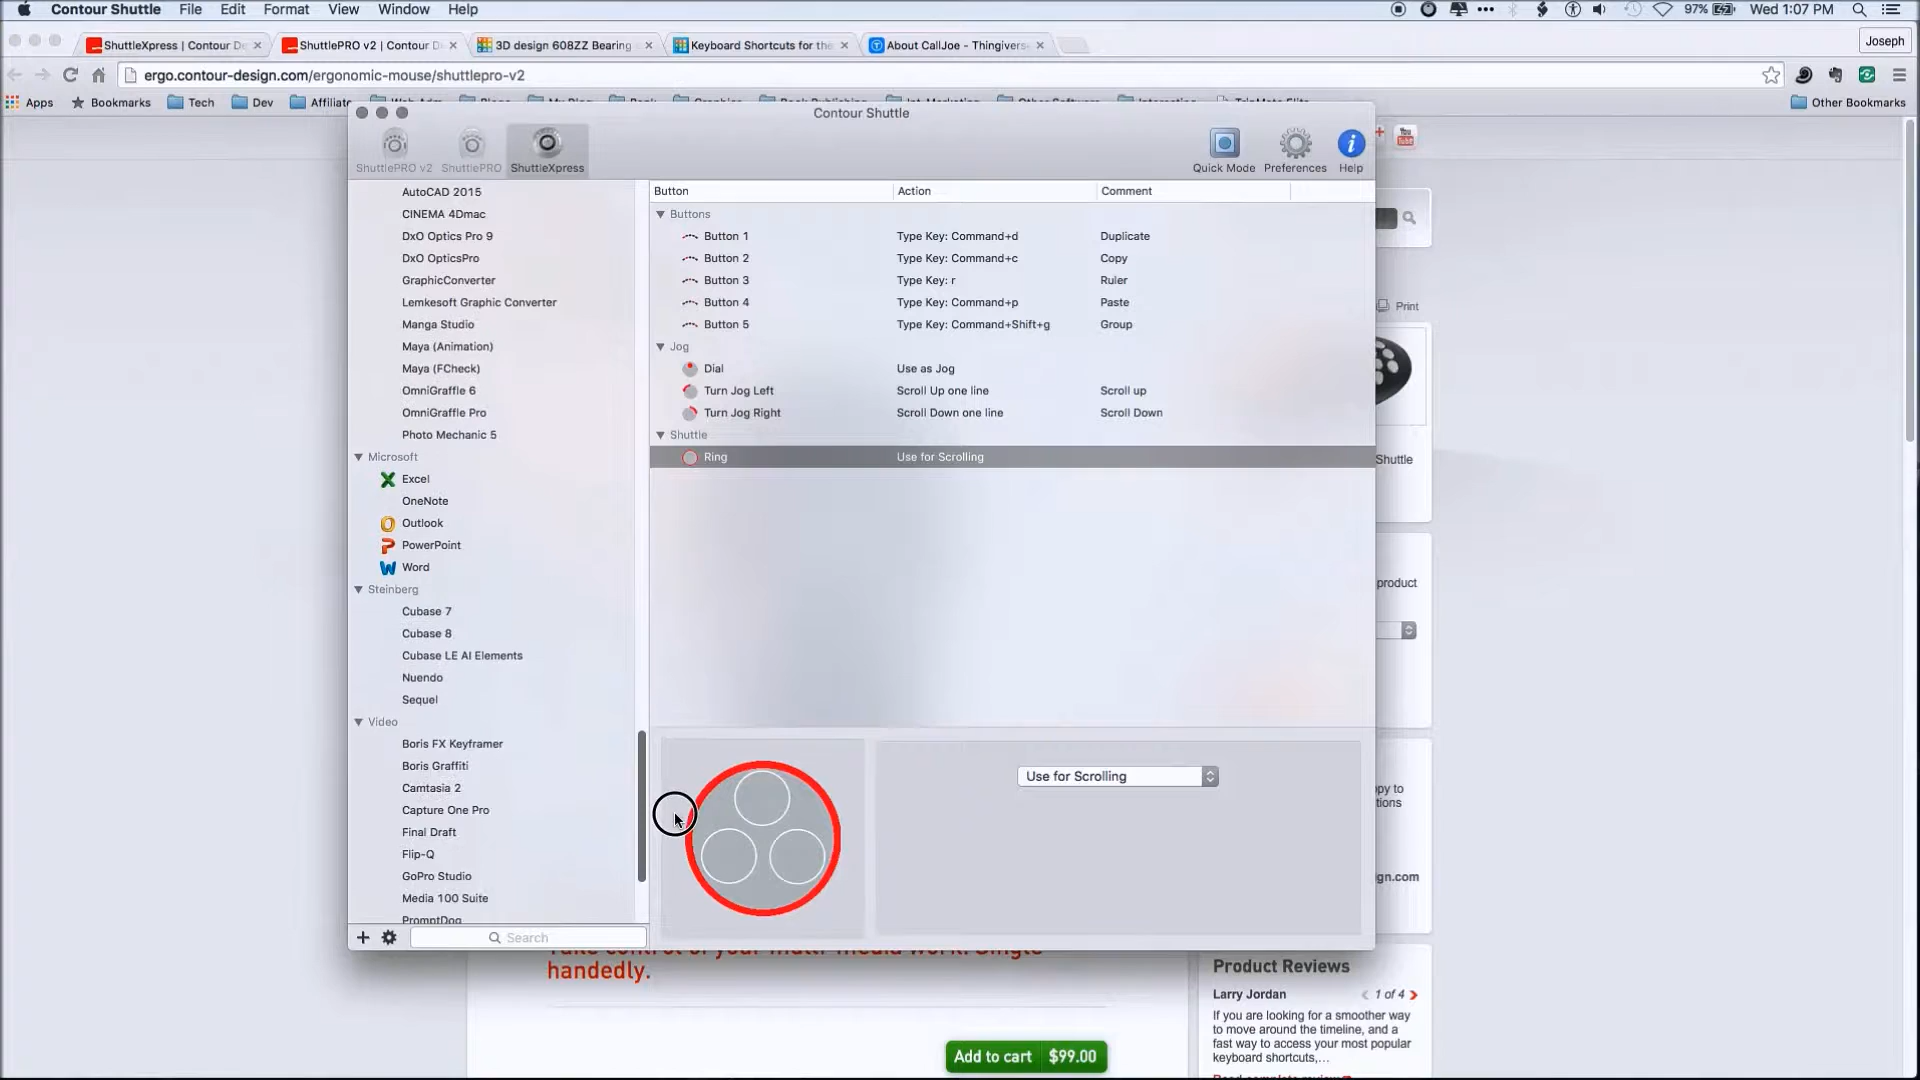 Contour Shuttle File Edit Format View Window Help 97% Wed 1:07 PM
ShuttleXpress | Contour De ShuttlePRO v2 | Contour D 3D design 608ZZ Bearing Keyboard Shortcuts for the About CallJoe - Thingivers Joseph
ergo.contour-design.com/ergonomic-mouse/shuttlepro-v2
Apps Bookmarks Tech Dev Affiliate Other Bookmarks
Contour Shuttle
ShuttlePRO v2 ShuttlePRO ShuttleXpress Quick Mode Preferences Help
You
Button Action Comment
AutoCAD 2015
CINEMA 4Dmac
DxO Optics Pro 9
DxO OpticsPro
GraphicConverter
Lemkesoft Graphic Converter
Manga Studio
Maya (Animation)
Maya (FCheck)
OmniGraffle 6
OmniGraffle Pro
Photo Mechanic 5
Microsoft
Excel
OneNote
Outlook
PowerPoint
Word
Steinberg
Cubase 7
Cubase 8
Cubase LE AI Elements
Nuendo
Sequel
Video
Boris FX Keyframer
Boris Graffiti
Camtasia 2
Capture One Pro
Final Draft
Flip-Q
GoPro Studio
Media 100 Suite
PromptDog
Search
Buttons
Button 1 Type Key: Command+d Duplicate
Button 2 Type Key: Command+c Copy
Button 3 Type Key: r Ruler
Button 4 Type Key: Command+p Paste
Button 5 Type Key: Command+Shift+g Group
Jog
Dial Use as Jog
Turn Jog Left Scroll Up one line Scroll up
Turn Jog Right Scroll Down one line Scroll Down
Shuttle
Ring Use for Scrolling
Use for Scrolling
Print
Shuttle
product
py to
tions
gn.com
handedly.
Add to cart $99.00
Product Reviews
Larry Jordan 1 of 4
If you are looking for a smoother way
to move around the timeline, and a
fast way to access your most popular
keyboard shortcuts,...